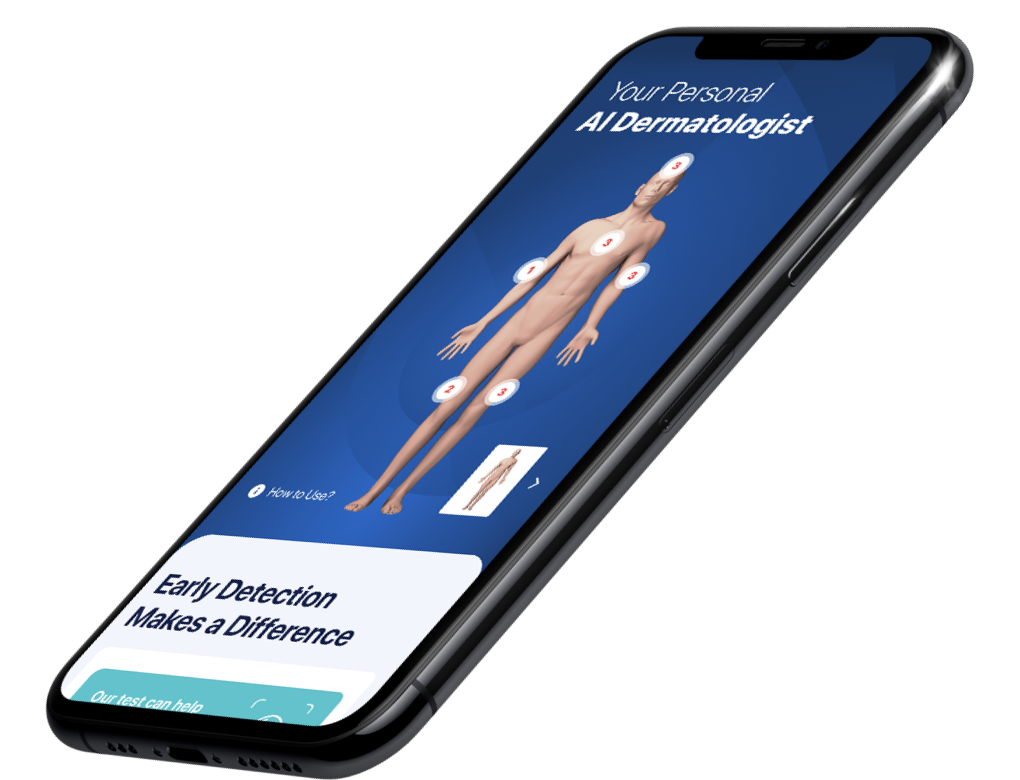 Your Personal
AI Dermatologist
3
3
1
3
2
3
How to Use?
Early Detection
Makes a Difference
Our test can help